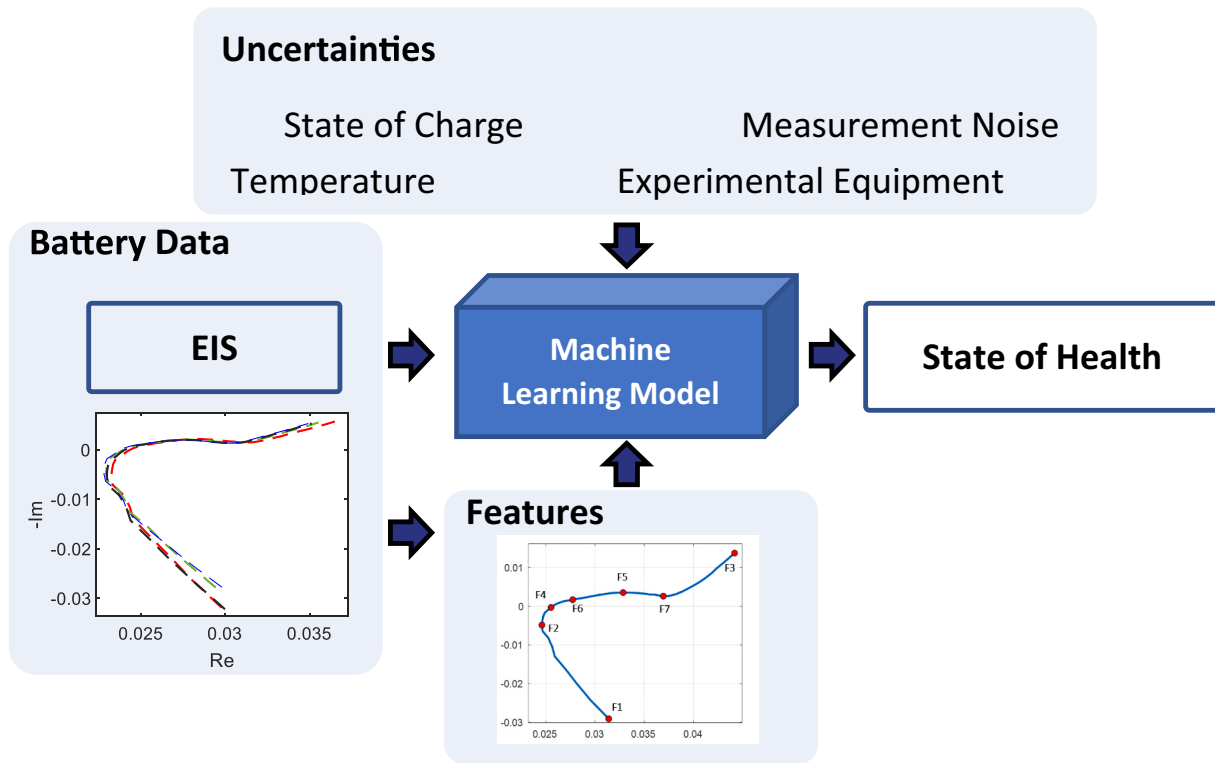 Uncertainties
State of Charge Measurement Noise
Temperature Experimental Equipment
Battery Data
EIS
Machine
Learning Model
State of Health
0
-0.01
-0.02
-0.03
-Im
0.025 0.03 0.035
Re
Features
0.01
0
-0.01
-0.02
-0.03
F3
F5
F4
F6
F7
F2
F1
0.025 0.03 0.035 0.04